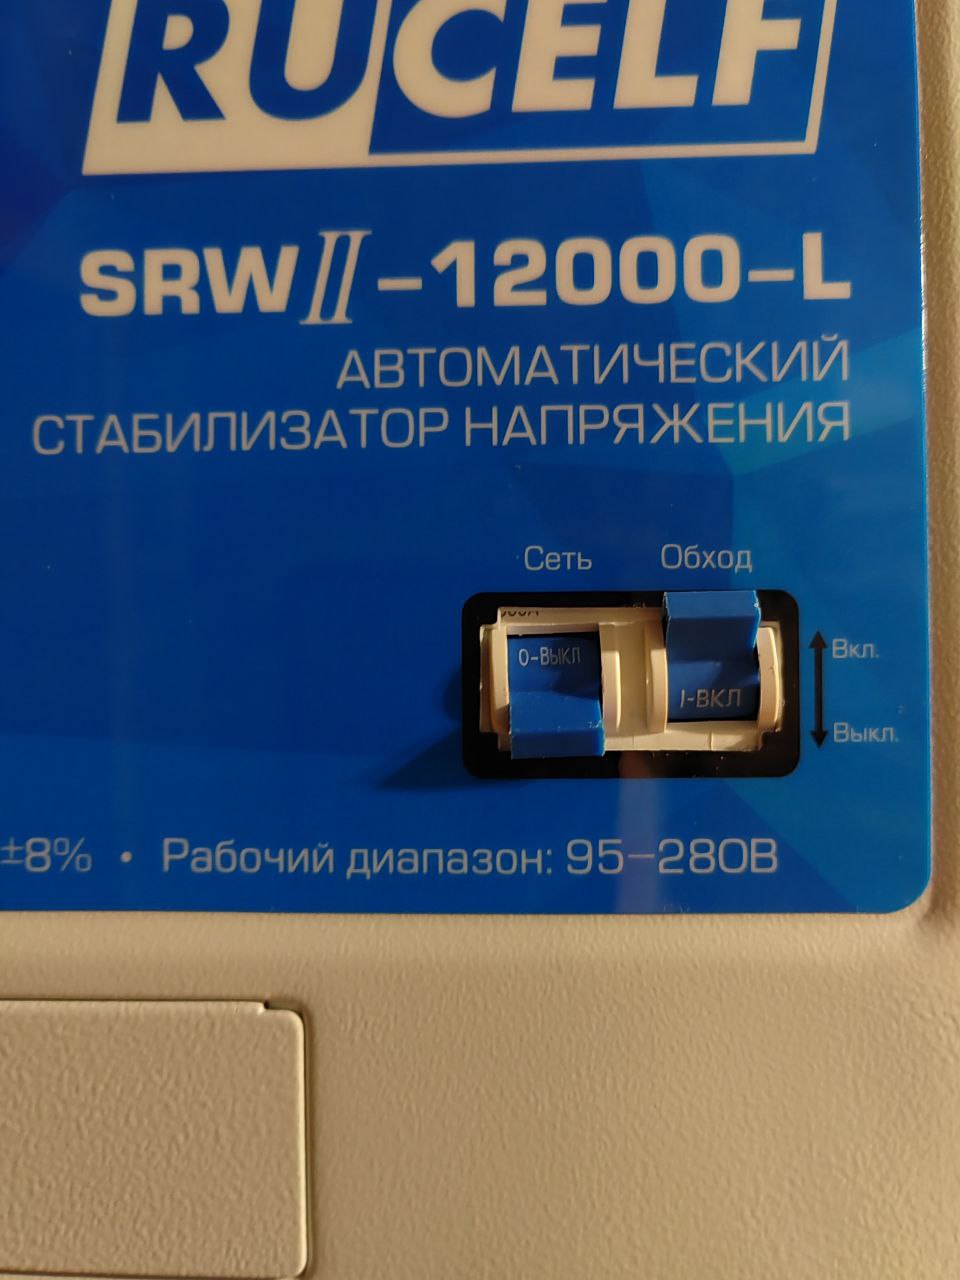 RUCELF
SRW II-12000-L
АВТОМАТИЧЕСКИЙ
СТАБИЛИЗАТОР НАПРЯЖЕНИЯ
Сеть Обход
0-ВЫКЛ
I-ВКЛ
Вкл.
Выкл.
±8% • Рабочий диапазон: 95-280В